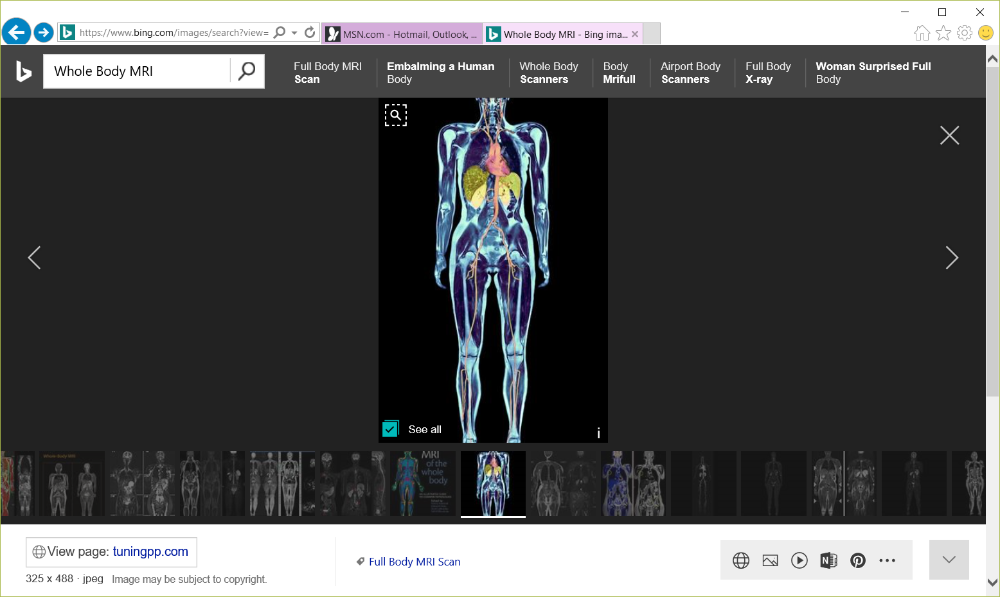 https://www.bing.com/images/search?view=
MSN.com - Hotmail, Outlook, ...
Whole Body MRI - Bing ima...
Whole Body MRI
Full Body MRI
Scan
Embalming a Human
Body
Whole Body
Scanners
Body
Mrifull
Airport Body
Scanners
Full Body
X-ray
Woman Surprised Full
Body
See all
i
Whole-Body MRI
MRI
of the
whole
body
View page: tuningpp.com
325 x 488 · jpeg
Image may be subject to copyright.
Full Body MRI Scan
N